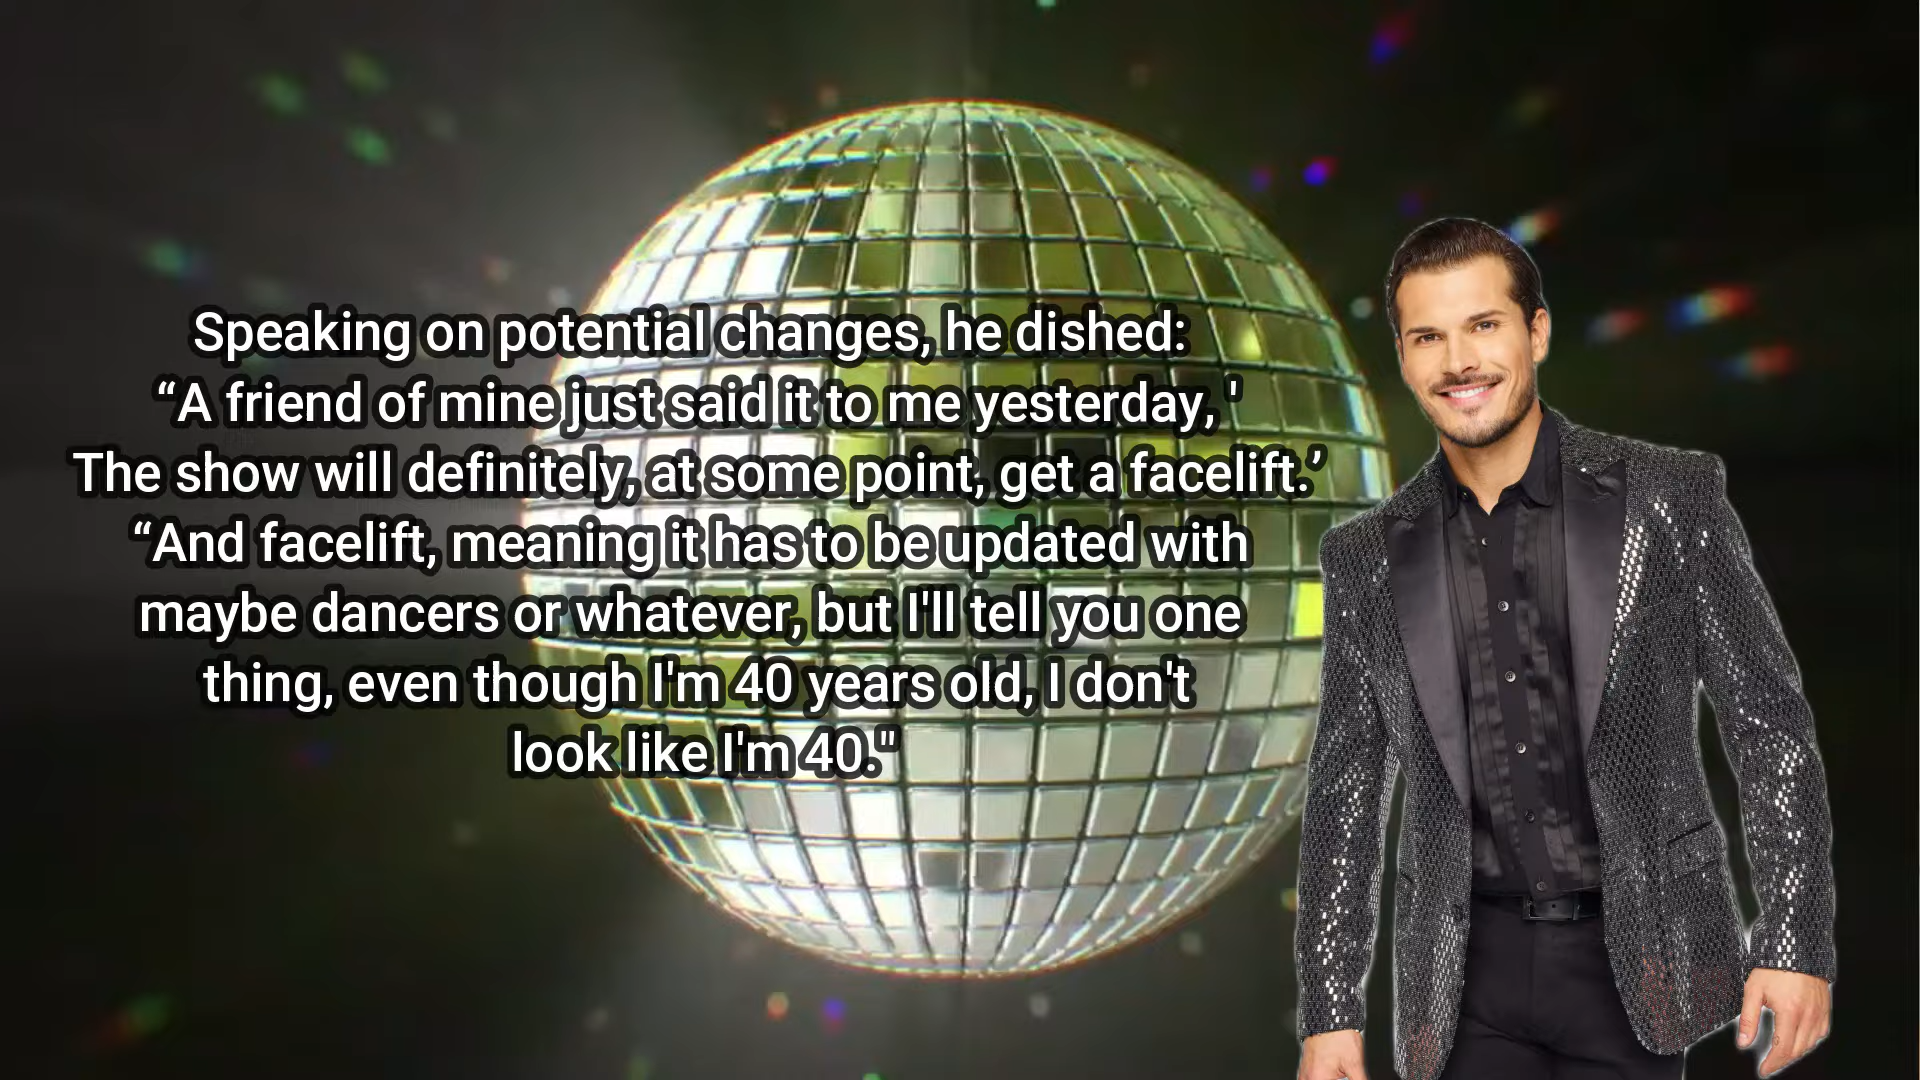 Speaking on potential changes, he dished:
“A friend of mine just said it to me yesterday, '
The show will definitely, at some point, get a facelift.’
“And facelift, meaning it has to be updated with
maybe dancers or whatever, but I'll tell you one
thing, even though I'm 40 years old, I don't
look like I'm 40."